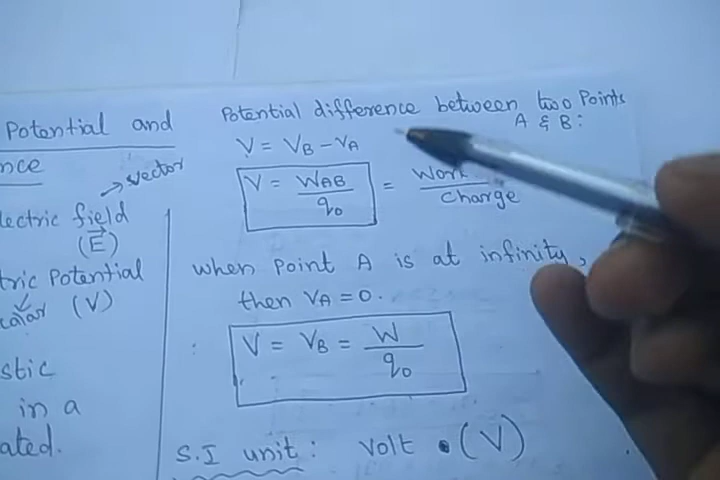 Potential and
nce
→ vector
lectric field
(E⃗)
tric Potential
(V)
stic
in a
ated.
Potential difference between two Points
A & B:
V = VB - VA
V = WAB / q0 = Work / charge
when Point A is at infinity,
then VA = 0.
V = VB = W / q0
S.I unit : volt (V)